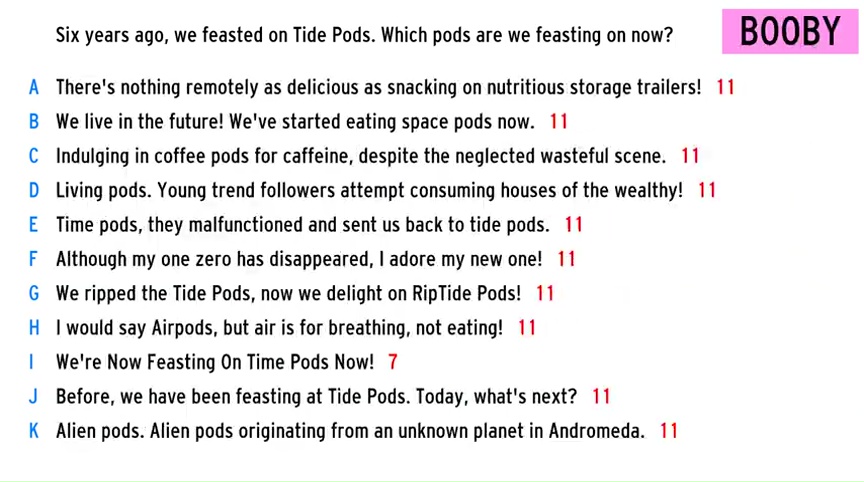 Six years ago, we feasted on Tide Pods. Which pods are we feasting on now?
BOOBY
A There's nothing remotely as delicious as snacking on nutritious storage trailers! 11
B We live in the future! We've started eating space pods now. 11
C Indulging in coffee pods for caffeine, despite the neglected wasteful scene. 11
D Living pods. Young trend followers attempt consuming houses of the wealthy! 11
E Time pods, they malfunctioned and sent us back to tide pods. 11
F Although my one zero has disappeared, I adore my new one! 11
G We ripped the Tide Pods, now we delight on RipTide Pods! 11
H I would say Airpods, but air is for breathing, not eating! 11
I We're Now Feasting On Time Pods Now! 7
J Before, we have been feasting at Tide Pods. Today, what's next? 11
K Alien pods. Alien pods originating from an unknown planet in Andromeda. 11